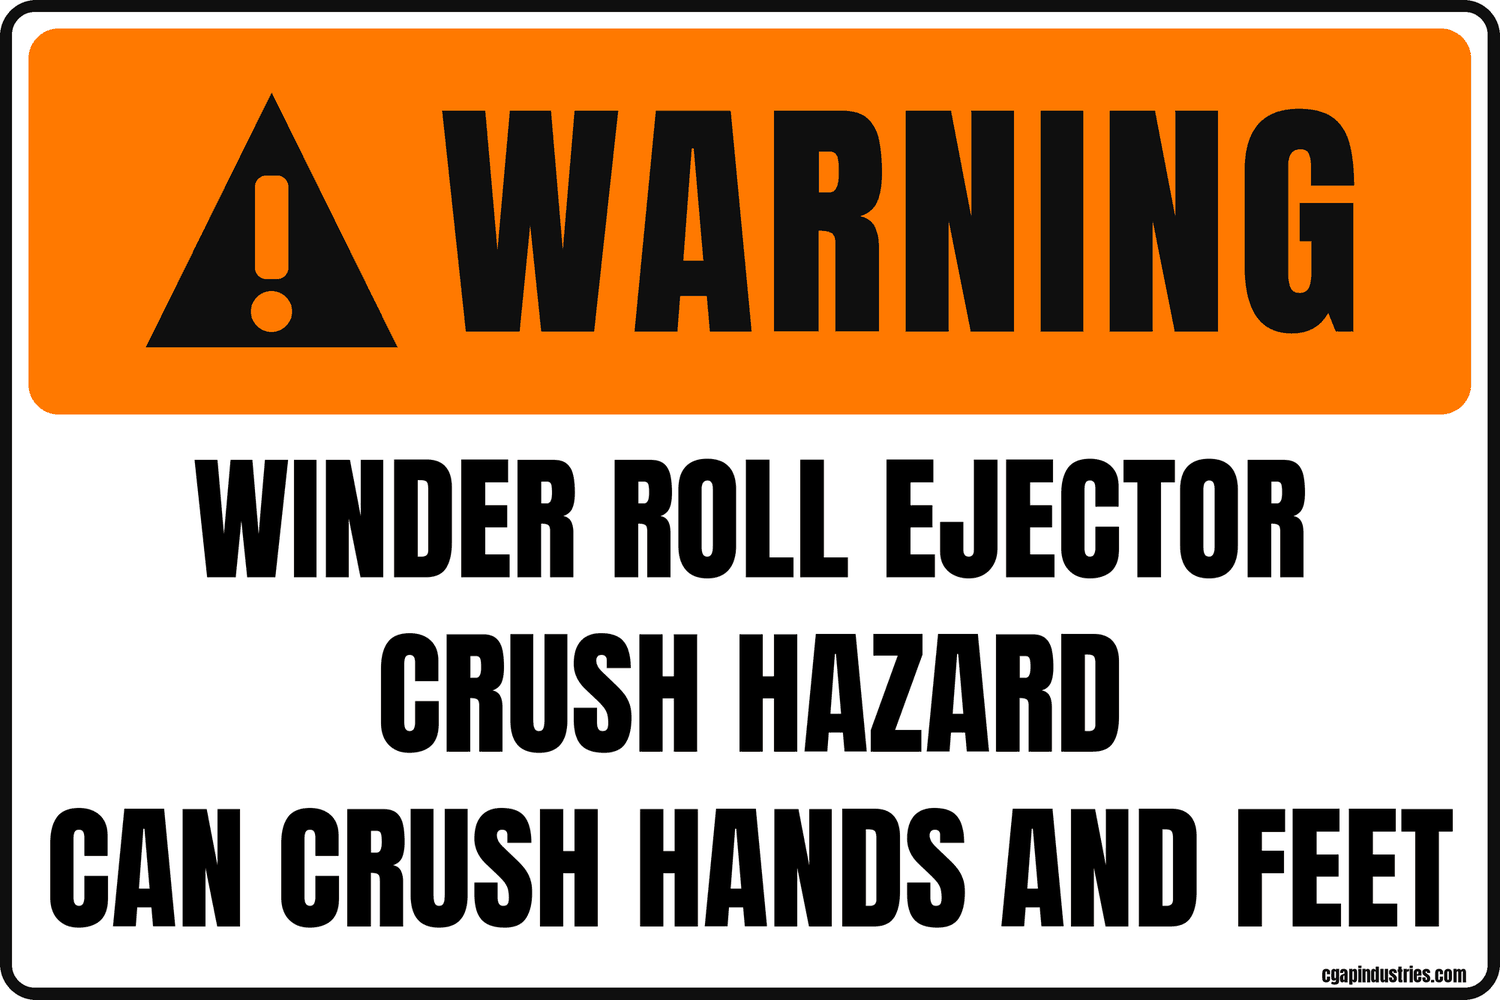 WARNING
WINDER ROLL EJECTOR
CRUSH HAZARD
CAN CRUSH HANDS AND FEET
cgapindustries.com